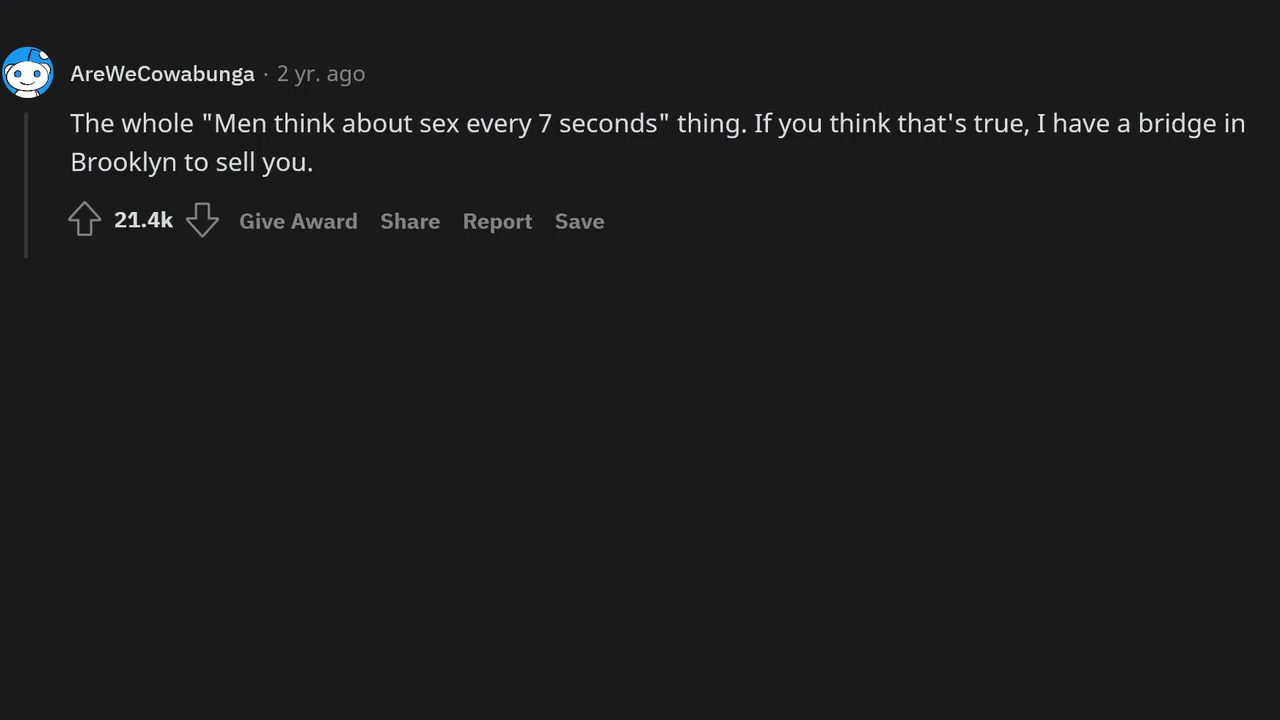 AreWeCowabunga · 2 yr. ago
The whole "Men think about sex every 7 seconds" thing. If you think that's true, I have a bridge in
Brooklyn to sell you.
21.4k Give Award Share Report Save